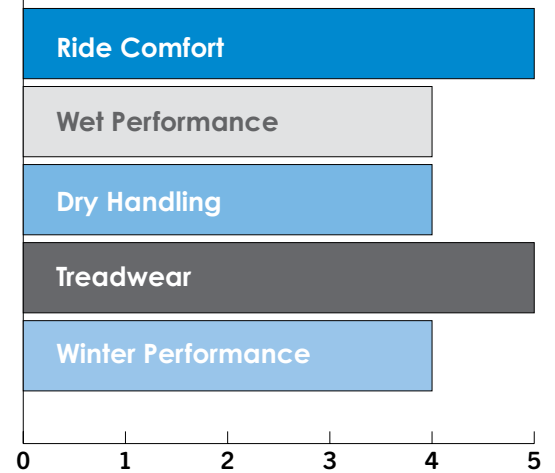 Ride Comfort
Wet Performance
Dry Handling
Treadwear
Winter Performance
0 1 2 3 4 5